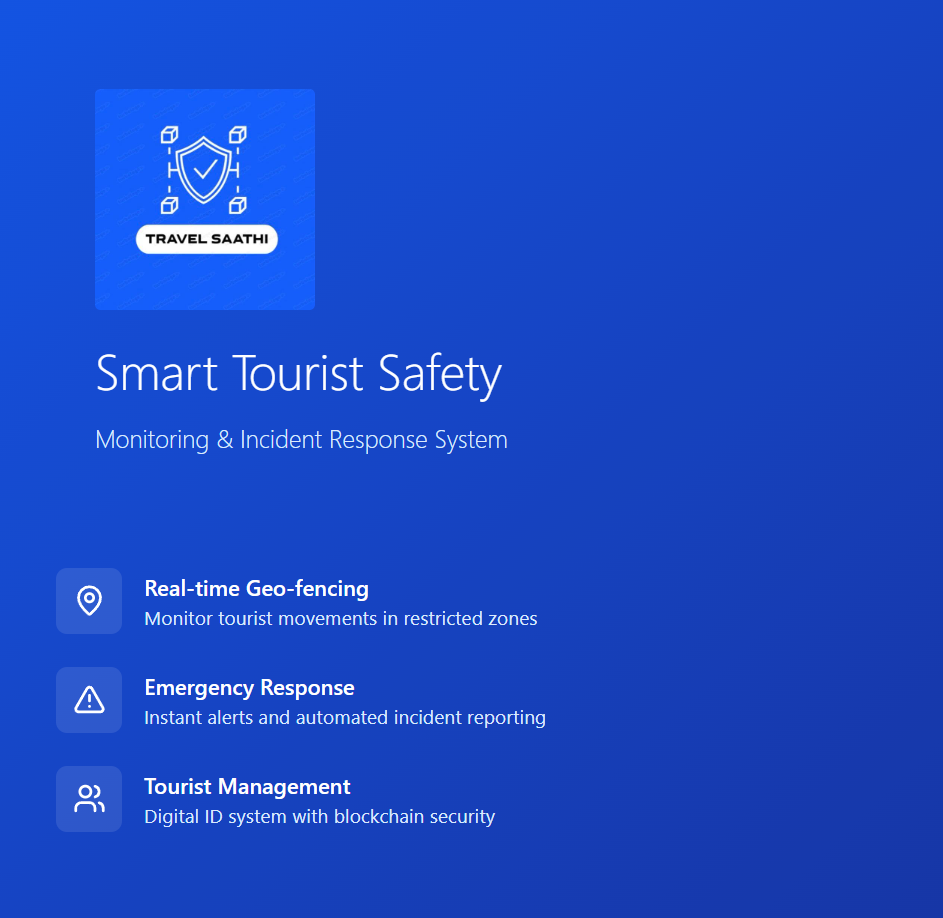 TRAVEL SAATHI
Smart Tourist Safety
Monitoring & Incident Response System
Real-time Geo-fencing
Monitor tourist movements in restricted zones
Emergency Response
Instant alerts and automated incident reporting
Tourist Management
Digital ID system with blockchain security